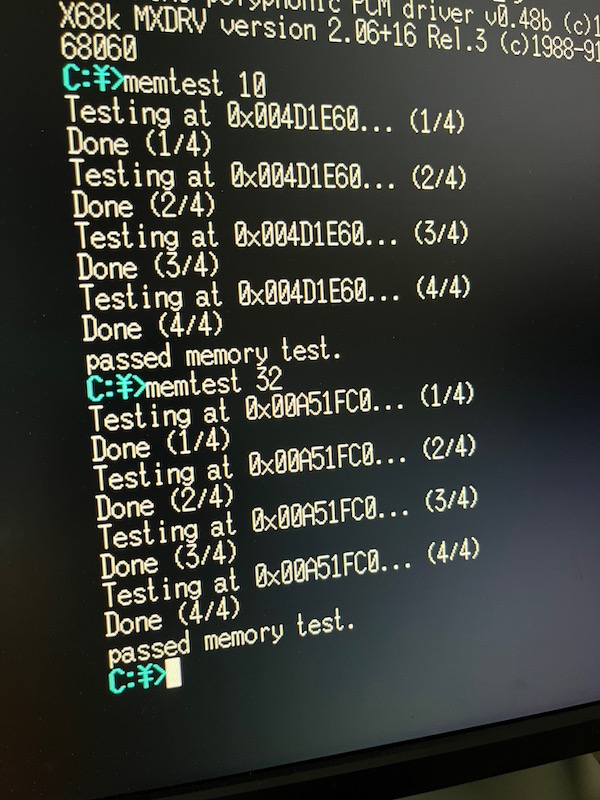 polyphonic PCM driver v0.48b (c)1
X68k MXDRV version 2.06+16 Rel.3 (c)1988-91
68060
C:¥>memtest 10
Testing at 0x004D1E60... (1/4)
Done (1/4)
Testing at 0x004D1E60... (2/4)
Done (2/4)
Testing at 0x004D1E60... (3/4)
Done (3/4)
Testing at 0x004D1E60... (4/4)
Done (4/4)
passed memory test.
C:¥>memtest 32
Testing at 0x00A51FC0... (1/4)
Done (1/4)
Testing at 0x00A51FC0... (2/4)
Done (2/4)
Testing at 0x00A51FC0... (3/4)
Done (3/4)
Testing at 0x00A51FC0... (4/4)
Done (4/4)
passed memory test.
C:¥>